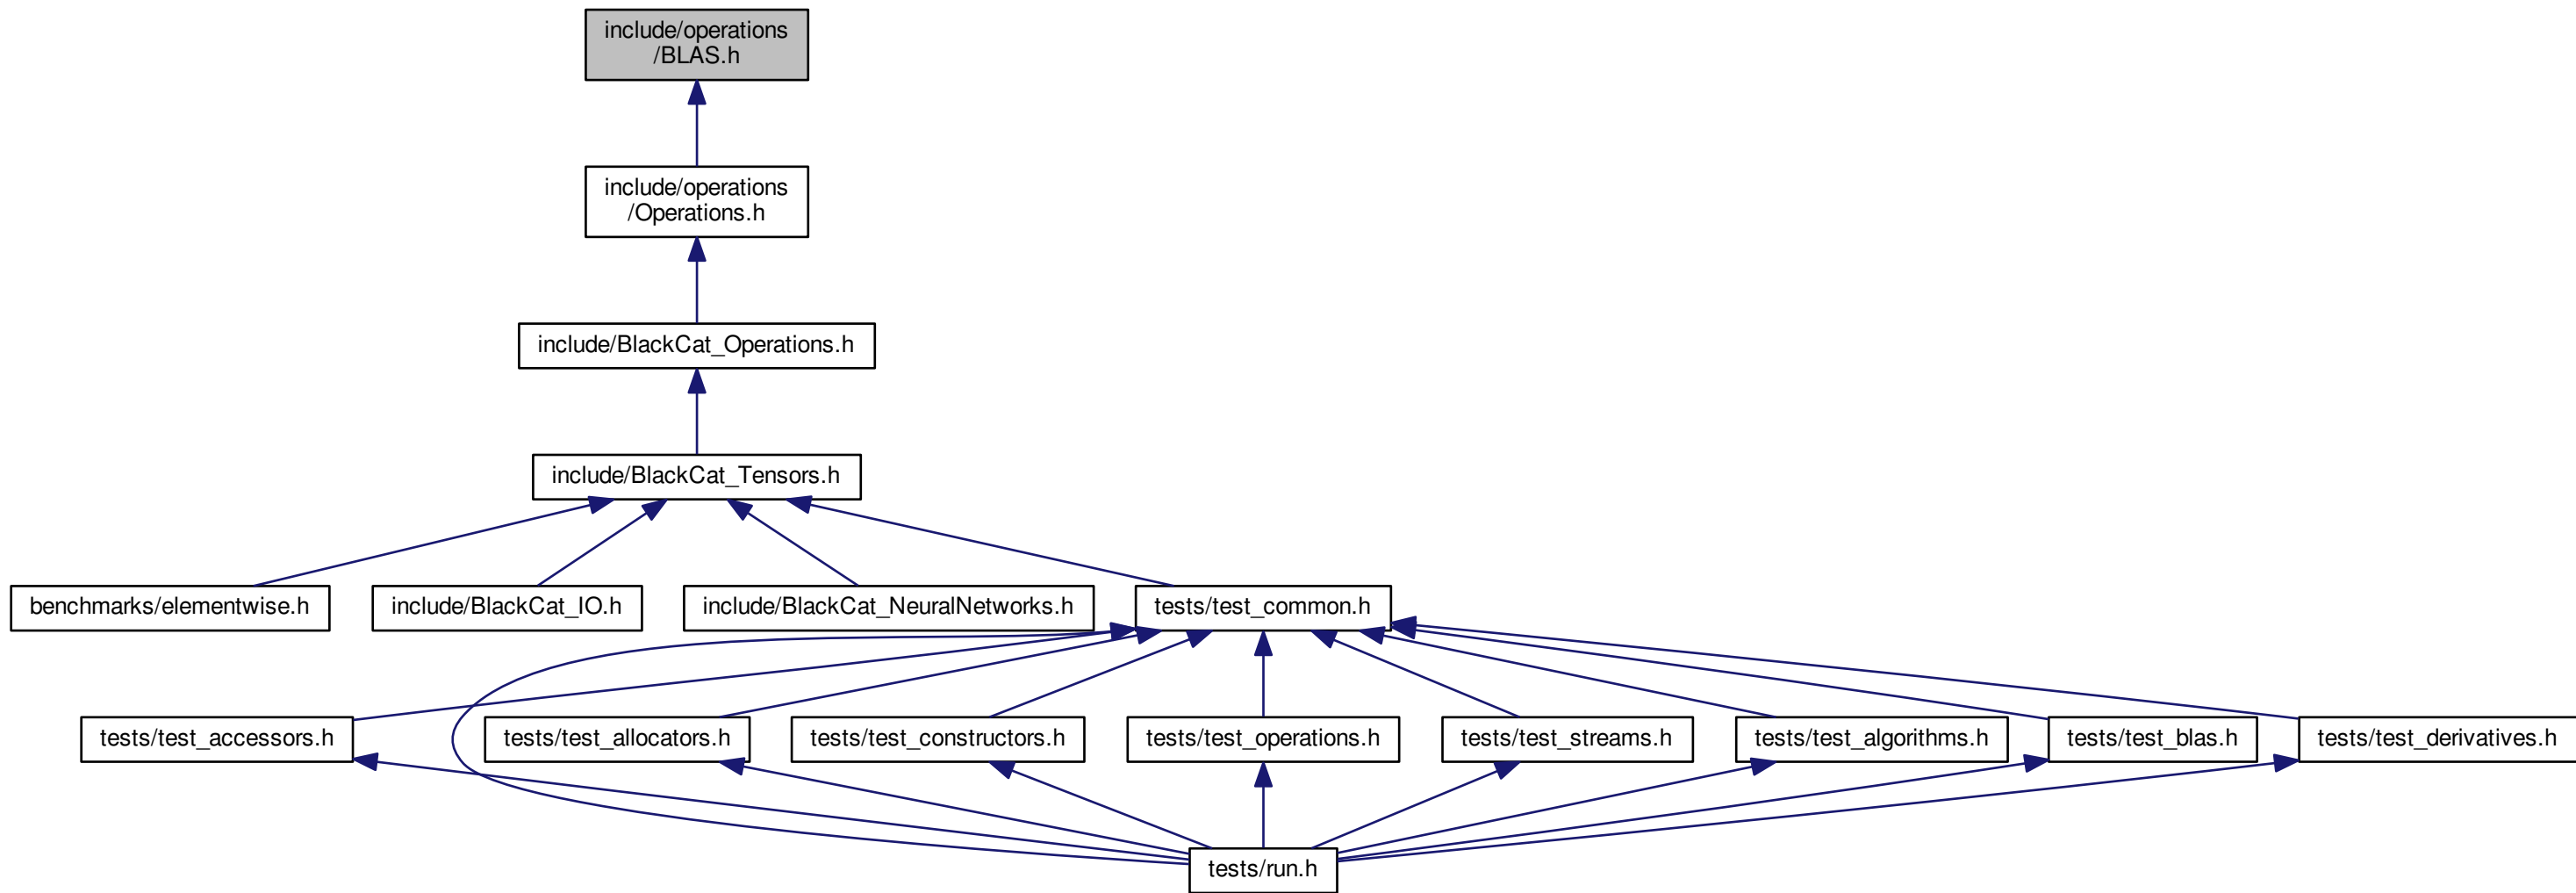 include/operations
/BLAS.h
include/operations
/Operations.h
include/BlackCat_Operations.h
include/BlackCat_Tensors.h
benchmarks/elementwise.h
include/BlackCat_IO.h
include/BlackCat_NeuralNetworks.h
tests/test_common.h
tests/test_accessors.h
tests/test_allocators.h
tests/test_constructors.h
tests/test_operations.h
tests/test_streams.h
tests/test_algorithms.h
tests/test_blas.h
tests/test_derivatives.h
tests/run.h